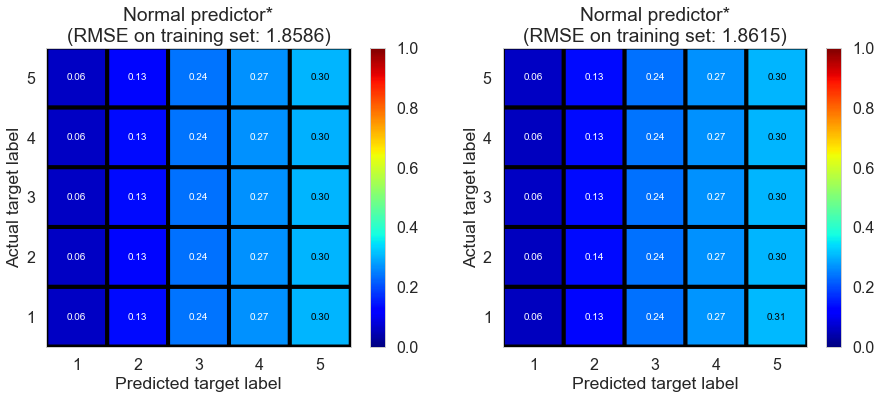 Normal predictor*
(RMSE on training set: 1.8586)
Actual target label
5
0.06 0.13 0.24 0.27 0.30
4
0.06 0.13 0.24 0.27 0.30
3
0.06 0.13 0.24 0.27 0.30
2
0.06 0.13 0.24 0.27 0.30
1
0.06 0.13 0.24 0.27 0.30
1 2 3 4 5
Predicted target label
1.0
0.8
0.6
0.4
0.2
0.0
Normal predictor*
(RMSE on training set: 1.8615)
Actual target label
5
0.06 0.13 0.24 0.27 0.30
4
0.06 0.13 0.24 0.27 0.30
3
0.06 0.13 0.24 0.27 0.30
2
0.06 0.14 0.24 0.27 0.30
1
0.06 0.13 0.24 0.27 0.31
1 2 3 4 5
Predicted target label
1.0
0.8
0.6
0.4
0.2
0.0